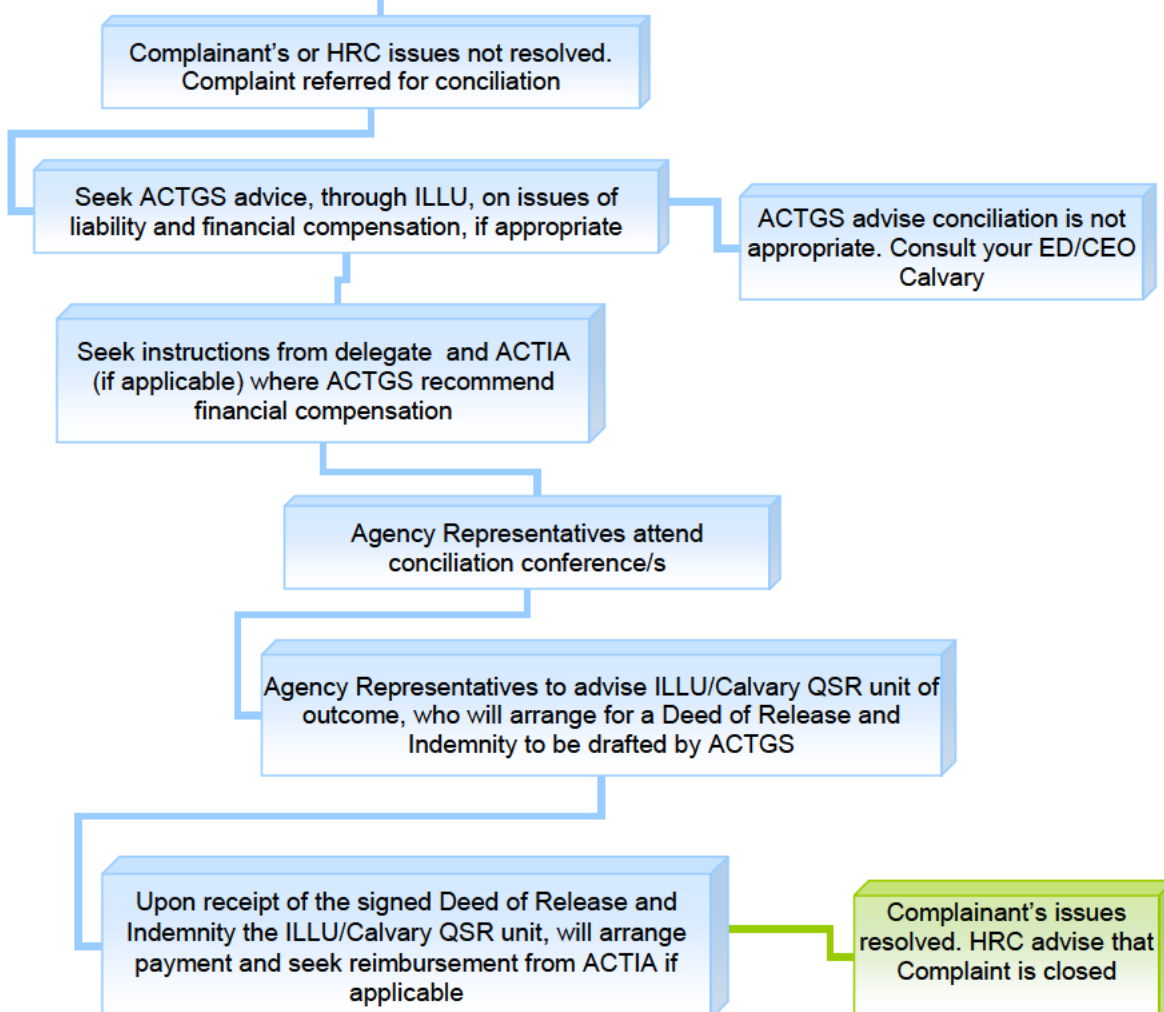 Complainant's or HRC issues not resolved.
Complaint referred for conciliation
Seek ACTGS advice, through ILLU, on issues of
liability and financial compensation, if appropriate
ACTGS advise conciliation is not
appropriate. Consult your ED/CEO
Calvary
Seek instructions from delegate and ACTIA
(if applicable) where ACTGS recommend
financial compensation
Agency Representatives attend
conciliation conference/s
Agency Representatives to advise ILLU/Calvary QSR unit of
outcome, who will arrange for a Deed of Release and
Indemnity to be drafted by ACTGS
Upon receipt of the signed Deed of Release and
Indemnity the ILLU/Calvary QSR unit, will arrange
payment and seek reimbursement from ACTIA if
applicable
Complainant's issues
resolved. HRC advise that
Complaint is closed